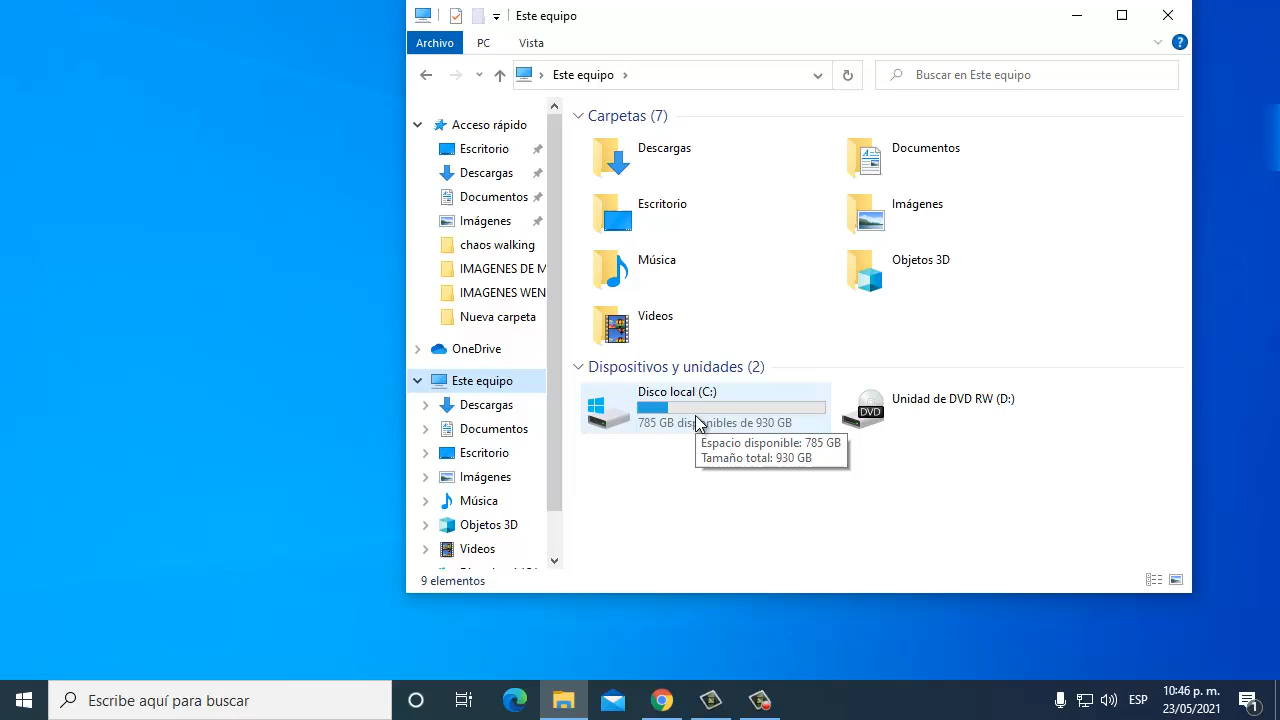 Este equipo
Archivo PC Vista
Este equipo
Buscar en Este equipo
Acceso rápido
Escritorio
Descargas
Documentos
Imágenes
chaos walking
IMAGENES DE M
IMAGENES WEN
Nueva carpeta
OneDrive
Este equipo
Descargas
Documentos
Escritorio
Imágenes
Música
Objetos 3D
Videos
Carpetas (7)
Descargas
Documentos
Escritorio
Imágenes
Música
Objetos 3D
Videos
Dispositivos y unidades (2)
Disco local (C:)
785 GB disponibles de 930 GB
Unidad de DVD RW (D:)
DVD
Espacio disponible: 785 GB
Tamaño total: 930 GB
9 elementos
Escribe aquí para buscar
ESP
10:46 p. m.
23/05/2021
1